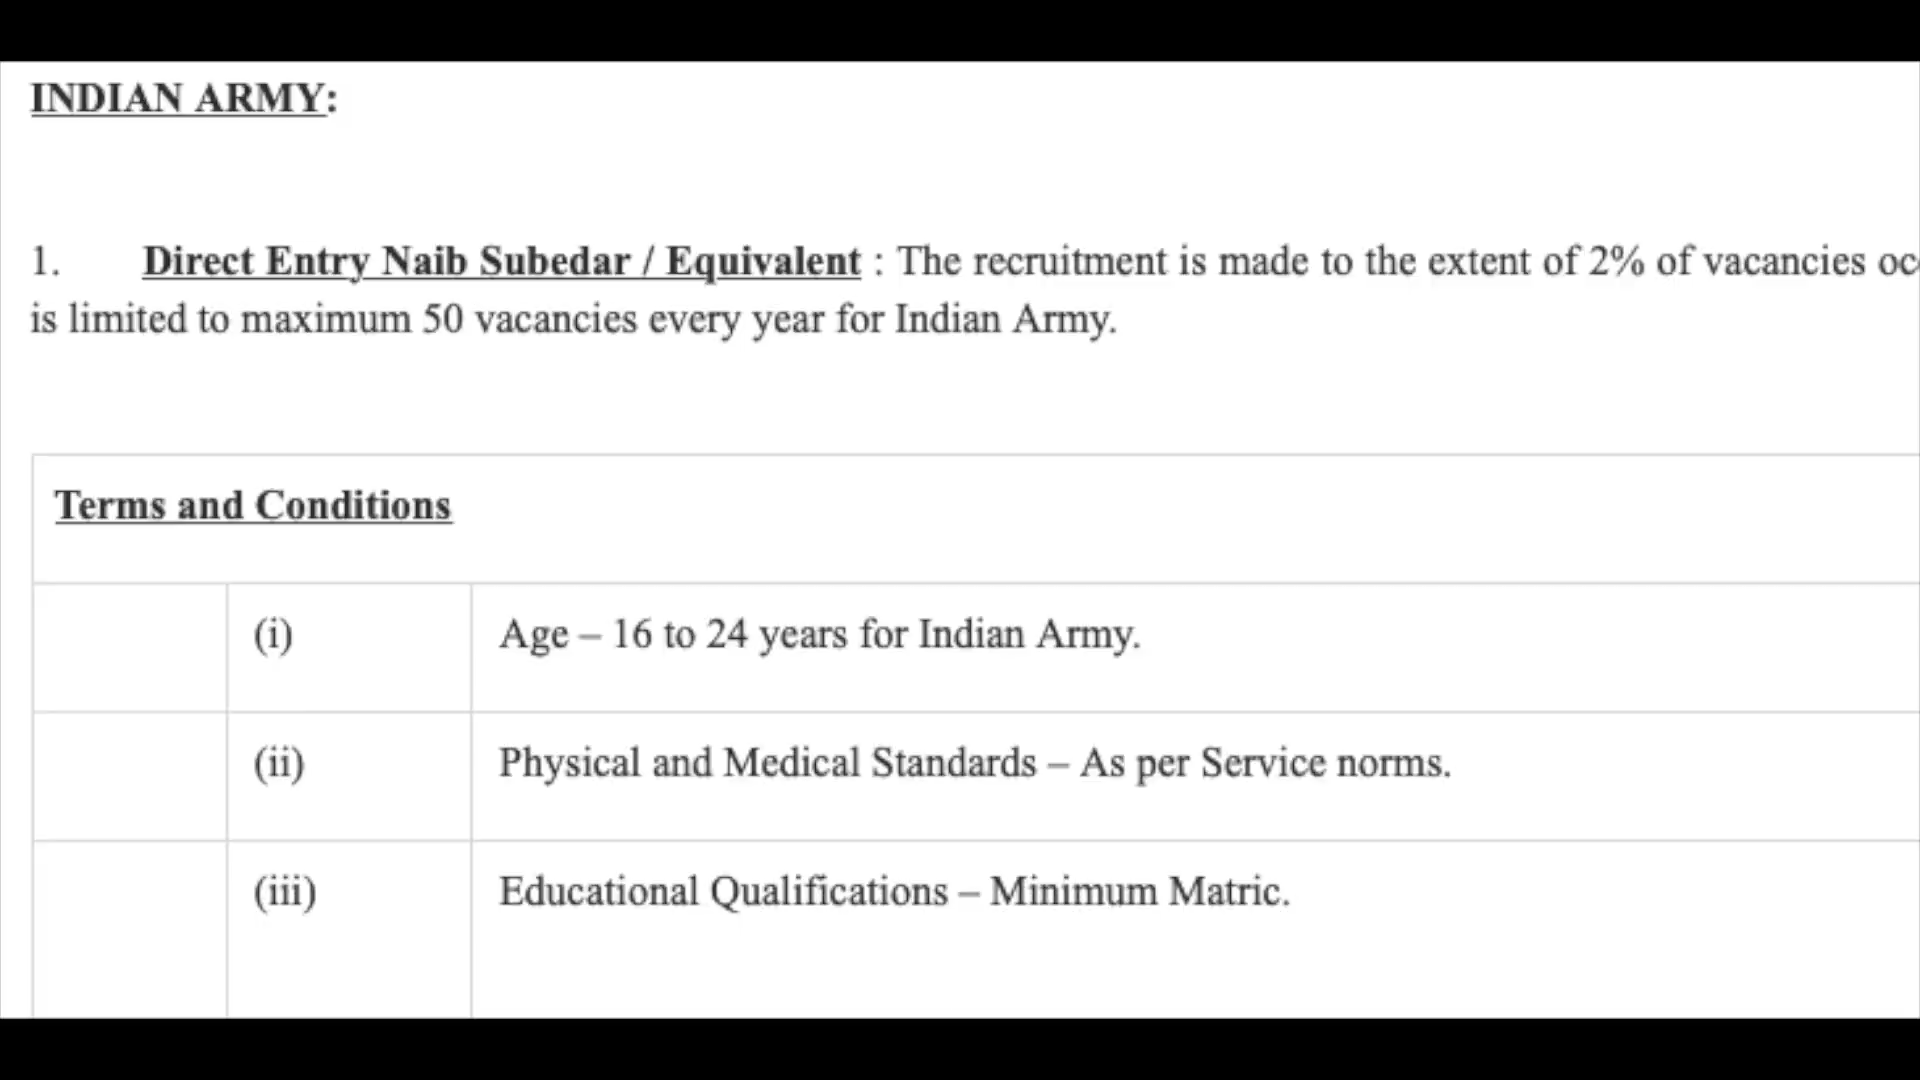 INDIAN ARMY:
1. Direct Entry Naib Subedar / Equivalent : The recruitment is made to the extent of 2% of vacancies
is limited to maximum 50 vacancies every year for Indian Army.
Terms and Conditions
(i) Age – 16 to 24 years for Indian Army.
(ii) Physical and Medical Standards – As per Service norms.
(iii) Educational Qualifications – Minimum Matric.